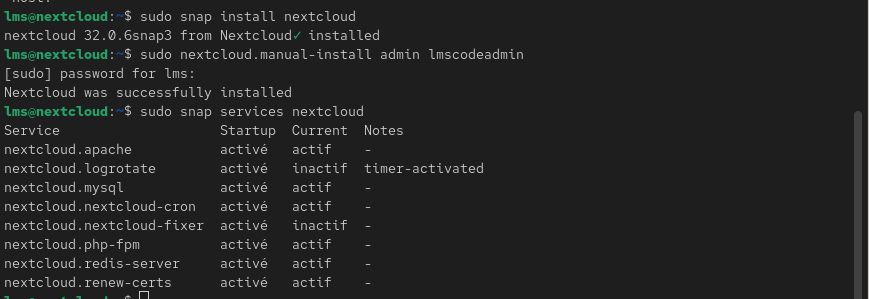 lms@nextcloud:~$ sudo snap install nextcloud
nextcloud 32.0.6snap3 from Nextcloud✓ installed
lms@nextcloud:~$ sudo nextcloud.manual-install admin lmscodeadmin
[sudo] password for lms:
Nextcloud was successfully installed
lms@nextcloud:~$ sudo snap services nextcloud
Service                    Startup  Current  Notes
nextcloud.apache           activé   actif    -
nextcloud.logrotate        activé   inactif  timer-activated
nextcloud.mysql            activé   actif    -
nextcloud.nextcloud-cron   activé   actif    -
nextcloud.nextcloud-fixer  activé   inactif  -
nextcloud.php-fpm          activé   actif    -
nextcloud.redis-server     activé   actif    -
nextcloud.renew-certs      activé   actif    -